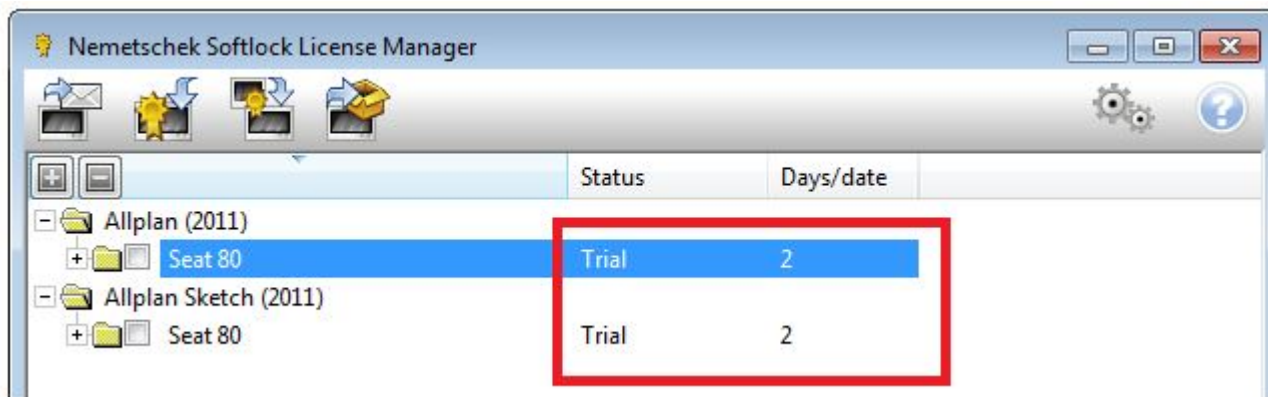 Nemetschek Softlock License Manager
Status Days/date
Allplan (2011)
Seat 80 Trial 2
Allplan Sketch (2011)
Seat 80 Trial 2